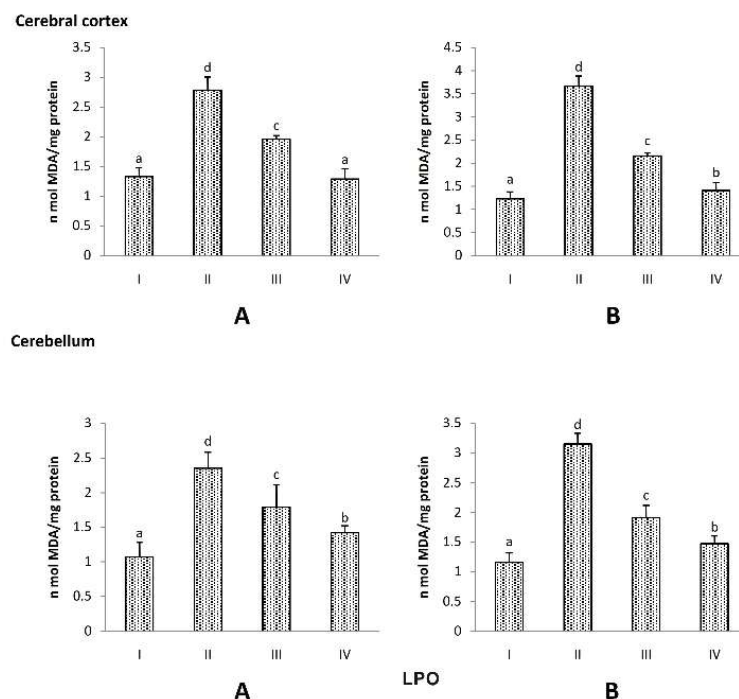 Cerebral cortex
n mol MDA/mg protein
3.5
3
2.5
2
1.5
1
0.5
0
a
d
c
a
I
II
III
IV
A
n mol MDA/mg protein
4.5
4
3.5
3
2.5
2
1.5
1
0.5
0
a
d
c
b
I
II
III
IV
B
Cerebellum
n mol MDA/mg protein
3
2.5
2
1.5
1
0.5
0
a
d
c
b
I
II
III
IV
A
n mol MDA/mg protein
3.5
3
2.5
2
1.5
1
0.5
0
a
d
c
b
I
II
III
IV
B
LPO